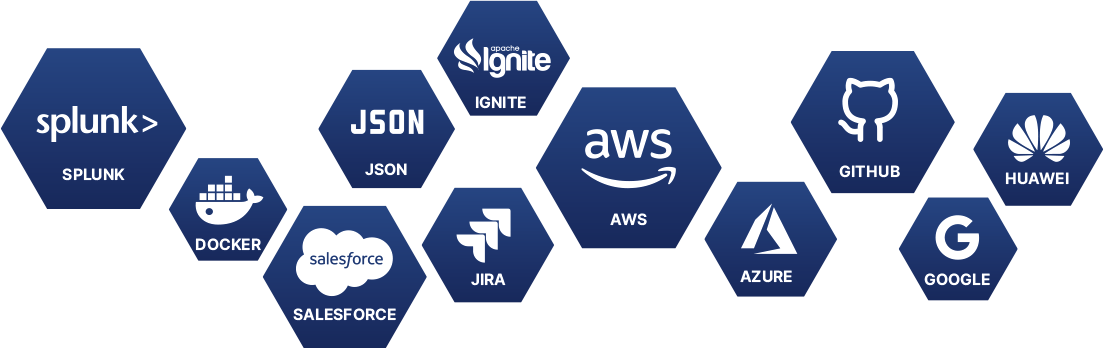 splunk>
SPLUNK
DOCKER
salesforce
SALESFORCE
JSON
JSON
apache
Ignite
IGNITE
JIRA
aws
AWS
AZURE
GITHUB
G
GOOGLE
HUAWEI